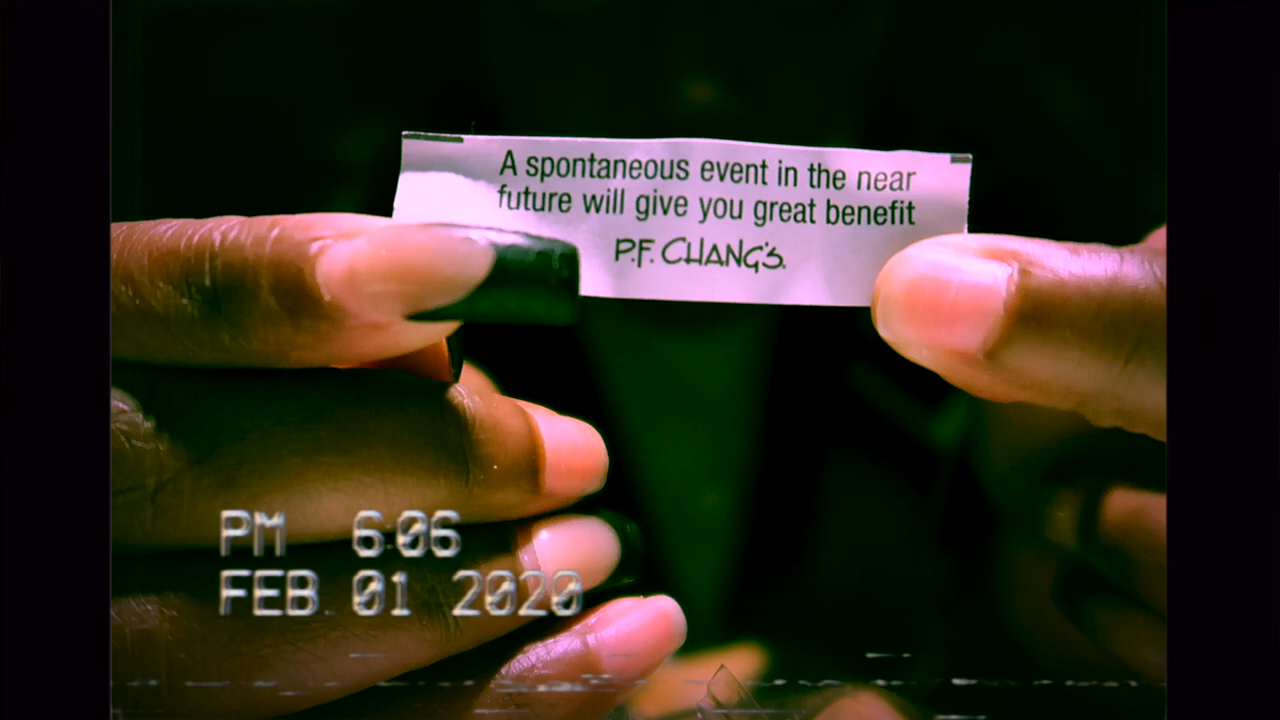 A spontaneous event in the near
future will give you great benefit
P.F. CHANG'S.
PM 6:06
FEB 01 2020